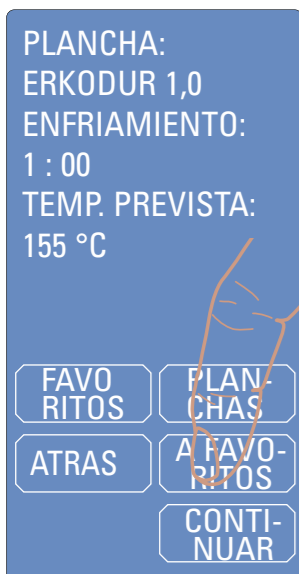 PLANCHA:
ERKODUR 1,0
ENFRIAMIENTO:
1 : 00
TEMP. PREVISTA:
155 °C
FAVO
RITOS
PLAN-
CHAS
ATRAS
A FAVO-
RITOS
CONTI-
NUAR